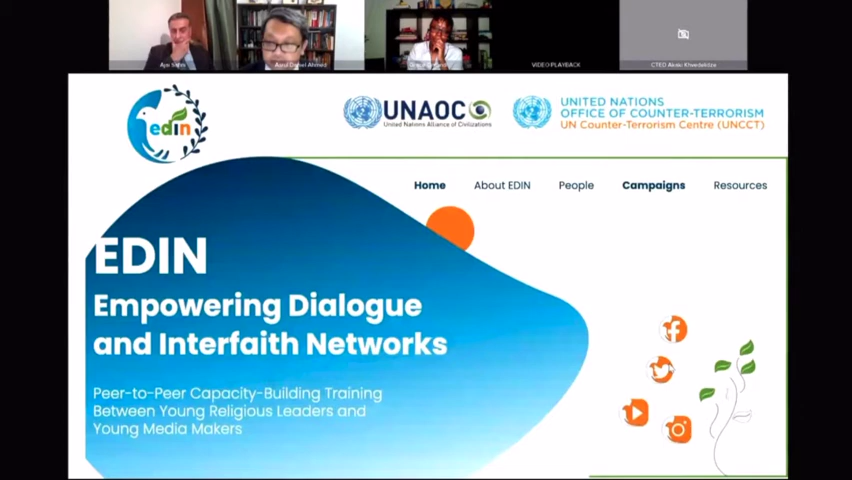 VIDEO PLAYBACK
edin
UNAOC
United Nations Alliance of Civilizations
UNITED NATIONS
OFFICE OF COUNTER-TERRORISM
UN Counter-Terrorism Centre (UNCCT)
Home About EDIN People Campaigns Resources
EDIN
Empowering Dialogue
and Interfaith Networks
Peer-to-Peer Capacity-Building Training
Between Young Religious Leaders and
Young Media Makers